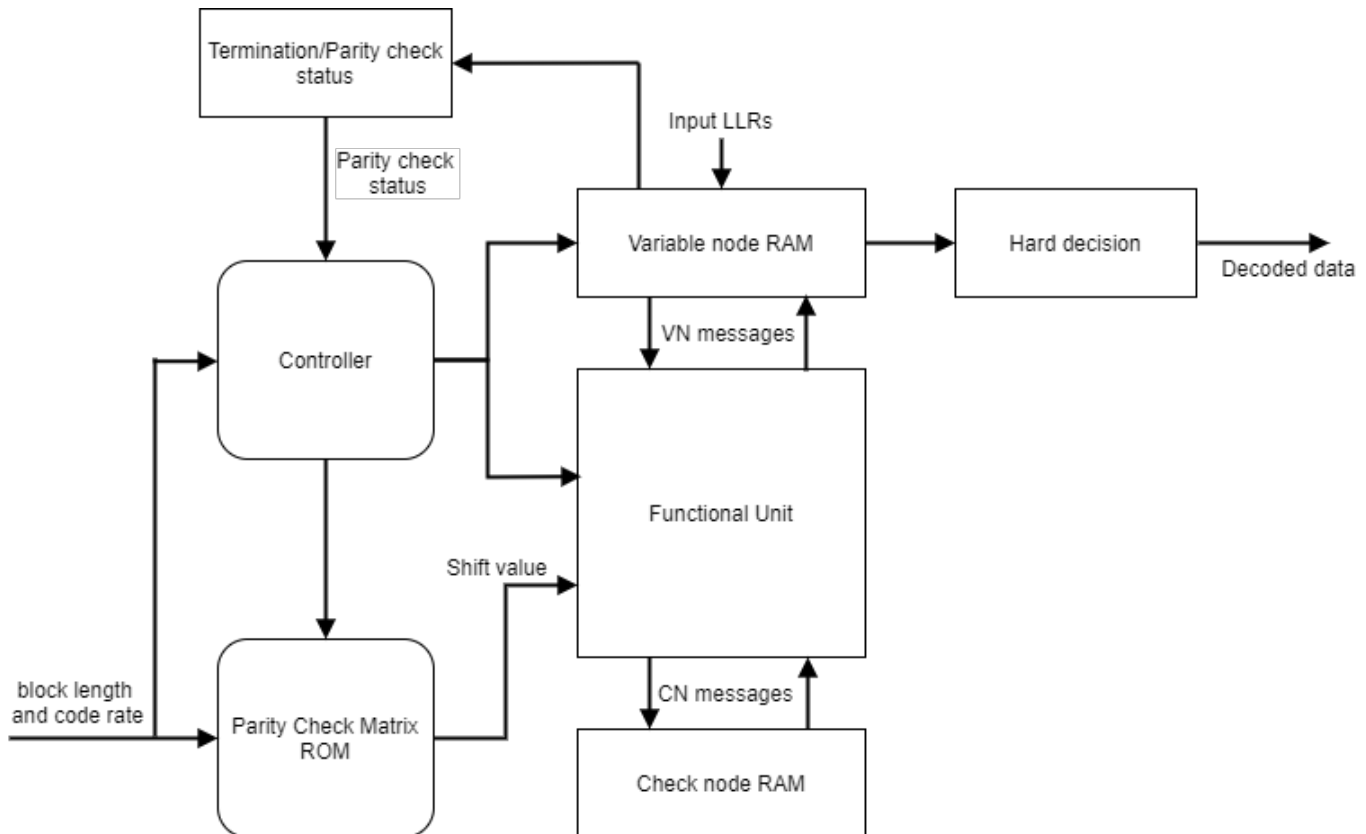 Termination/Parity check
status
Input LLRs
Parity check
status
Variable node RAM
Hard decision
Decoded data
VN messages
Controller
Functional Unit
Shift value
block length
and code rate
CN messages
Parity Check Matrix
ROM
Check node RAM